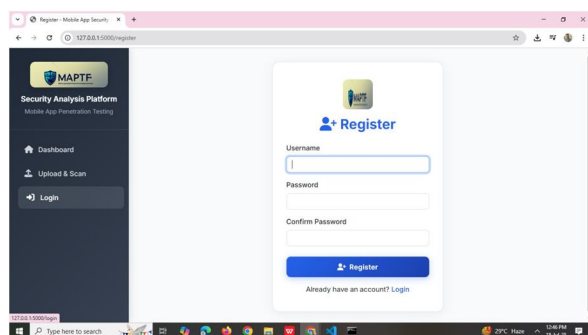 Register - Mobile App Security
127.0.0.1:5000/register
MAPTF
Security Analysis Platform
Mobile App Penetration Testing
Dashboard
Upload & Scan
Login
Register
Username
Password
Confirm Password
Register
Already have an account? Login
127.0.0.1:5000/login
Type here to search
29°C Haze
12:46 PM